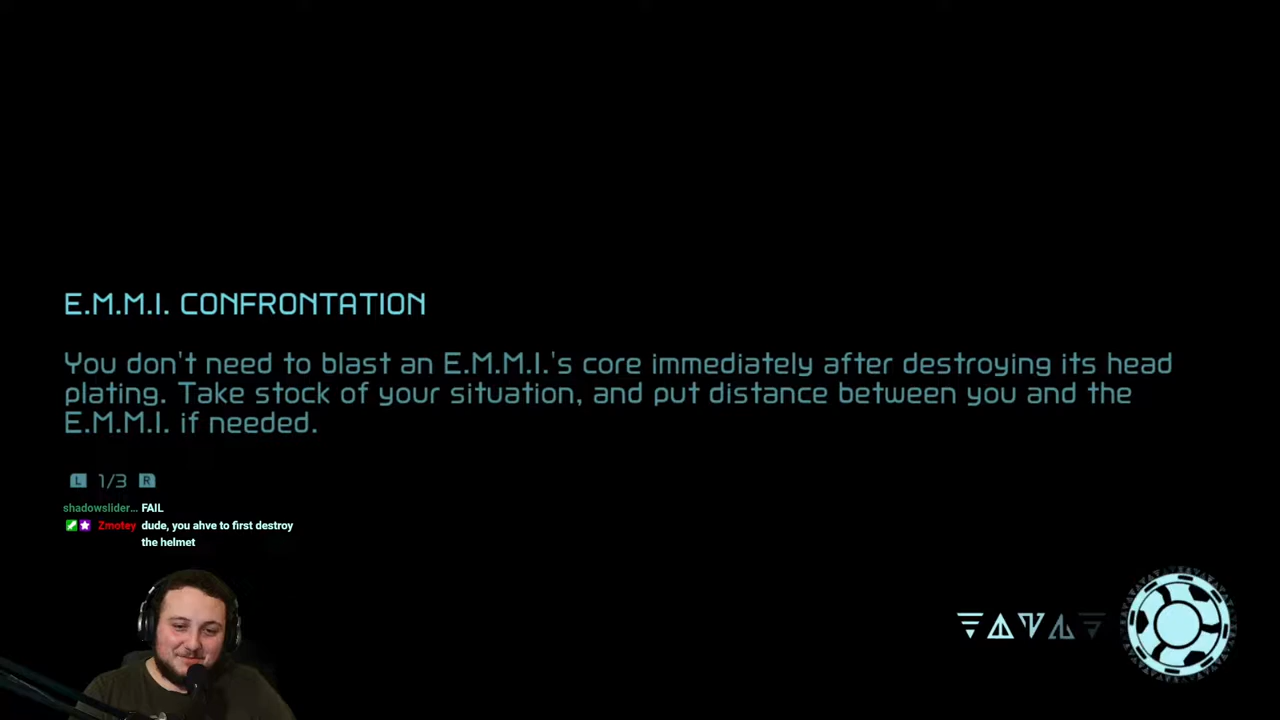 E.M.M.I. CONFRONTATION
You don't need to blast an E.M.M.I.'s core immediately after destroying its head
plating. Take stock of your situation, and put distance between you and the
E.M.M.I. if needed.
L 1/3 R
shadowslider… FAIL
Zmotey dude, you ahve to first destroy
the helmet